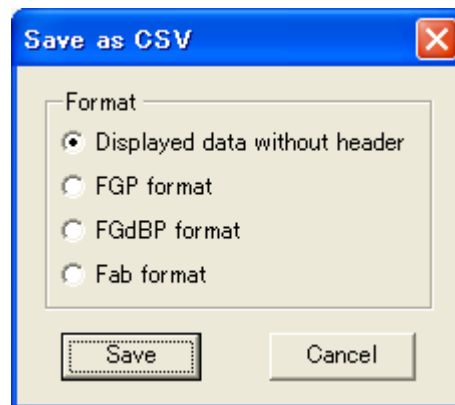 Save as CSV
Format
Displayed data without header
FGP format
FGdBP format
Fab format
Save Cancel